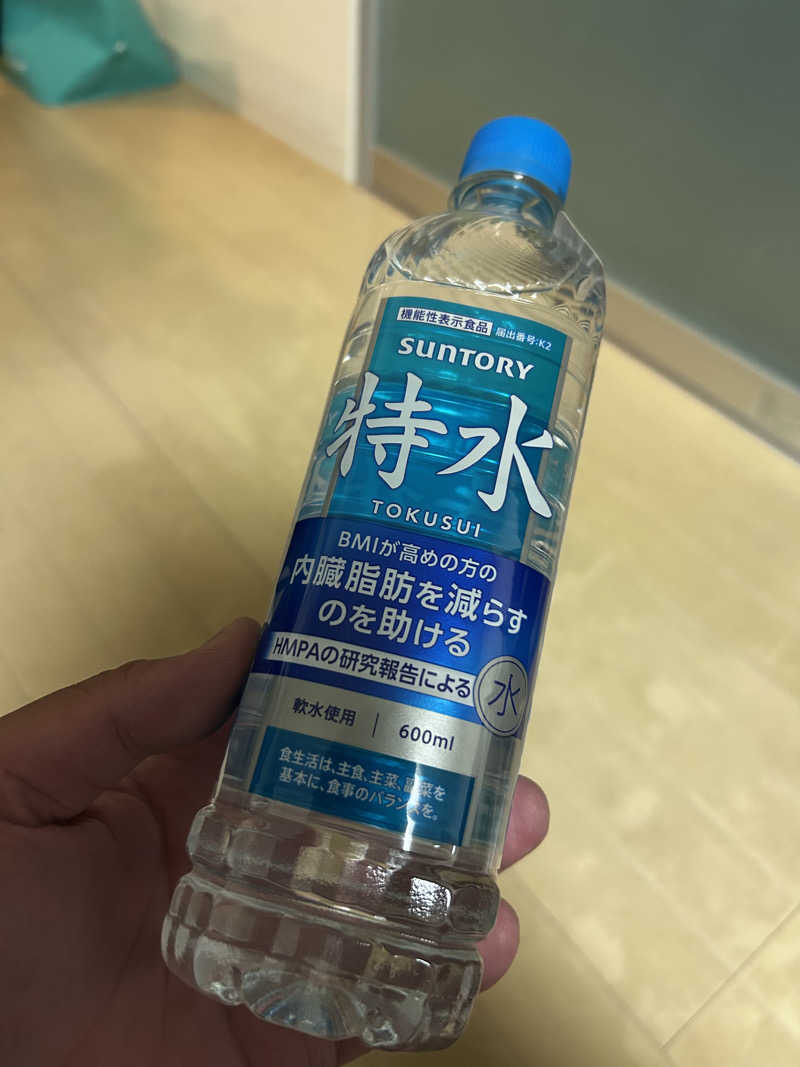 機能性表示食品 届出番号:K2
SUNTORY
特水
TOKUSUI
BMIが高めの方の
内臓脂肪を減らす
のを助ける
HMPAの研究報告による 水
軟水使用 | 600ml
食生活は、主食、主菜、副菜を
基本に、食事のバランスを。